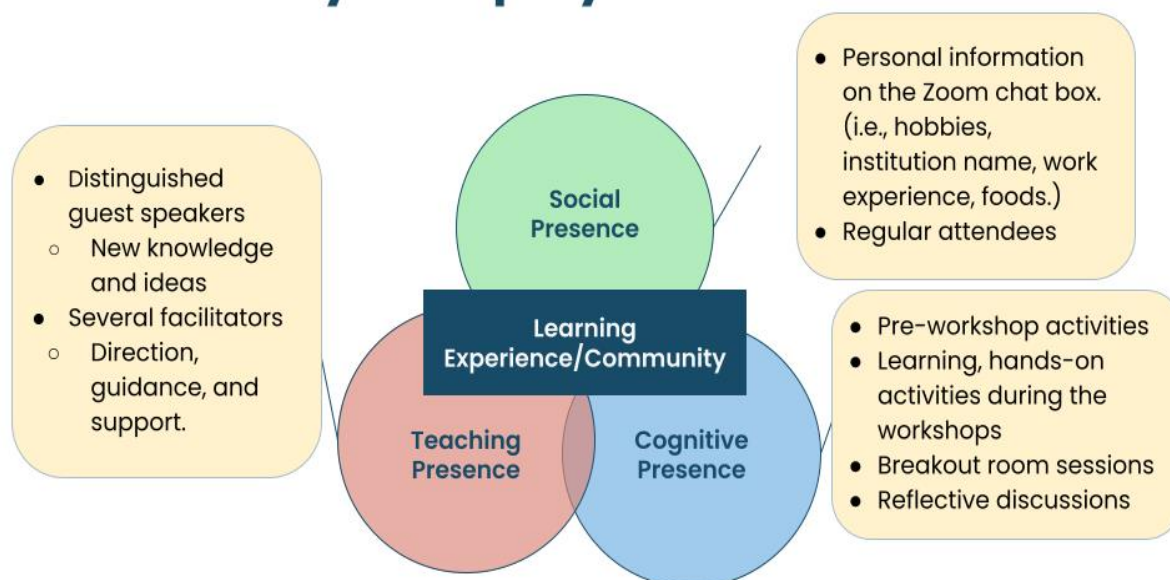 ● Personal information
on the Zoom chat box.
(i.e., hobbies,
institution name, work
experience, foods.)
● Regular attendees
● Distinguished
guest speakers
○ New knowledge
and ideas
● Several facilitators
○ Direction,
guidance, and
support.
Social
Presence
Learning
Experience/Community
Teaching
Presence
Cognitive
Presence
● Pre-workshop activities
● Learning, hands-on
activities during the
workshops
● Breakout room sessions
● Reflective discussions